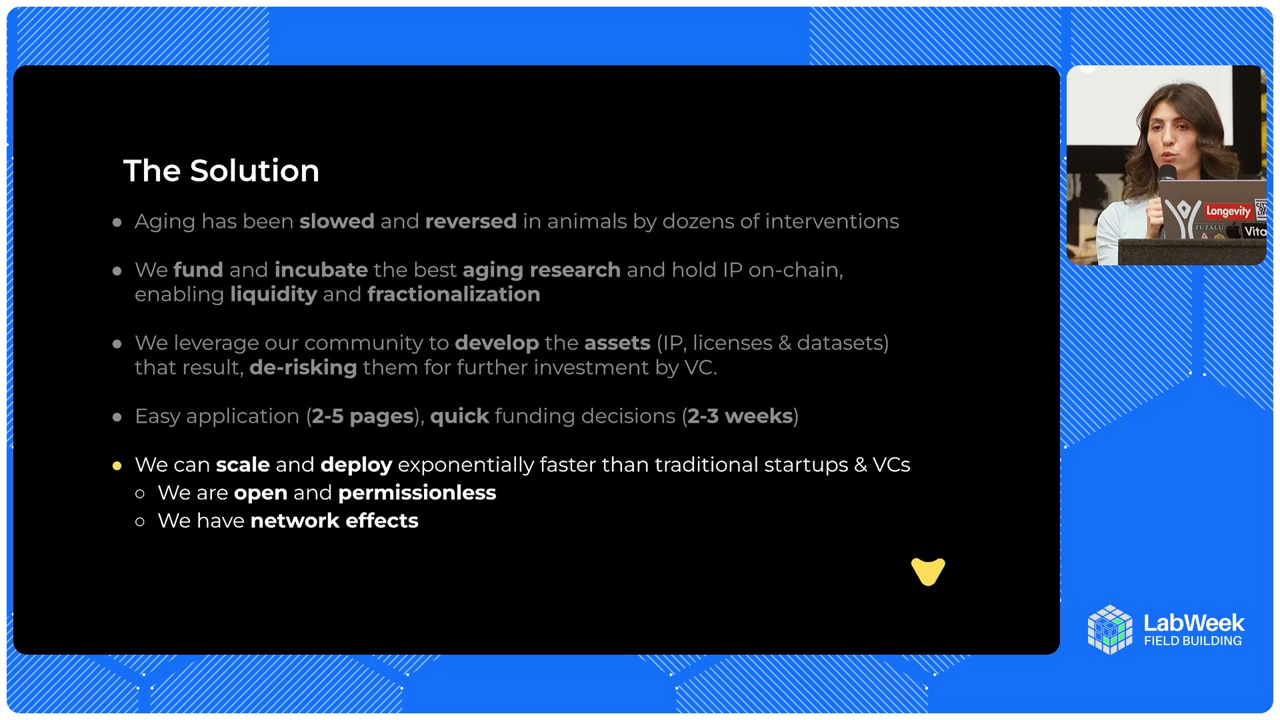 The Solution
● Aging has been slowed and reversed in animals by dozens of interventions
● We fund and incubate the best aging research and hold IP on-chain,
enabling liquidity and fractionalization
● We leverage our community to develop the assets (IP, licenses & datasets)
that result, de-risking them for further investment by VC.
● Easy application (2-5 pages), quick funding decisions (2-3 weeks)
● We can scale and deploy exponentially faster than traditional startups & VCs
○ We are open and permissionless
○ We have network effects
Longevity
ZUZALU
Vita
LabWeek
FIELD BUILDING